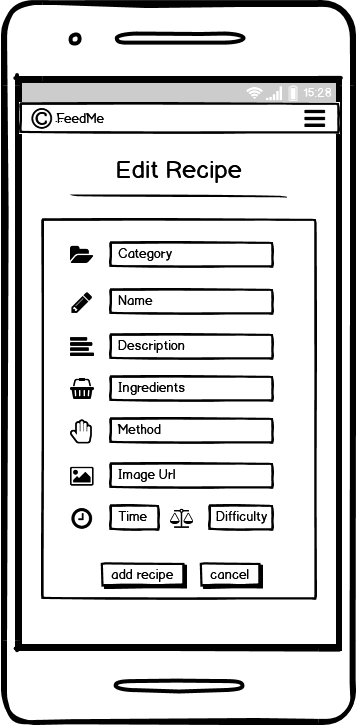 15:28
© FeedMe
Edit Recipe
Category
Name
Description
Ingredients
Method
Image Url
Time Difficulty
add recipe cancel